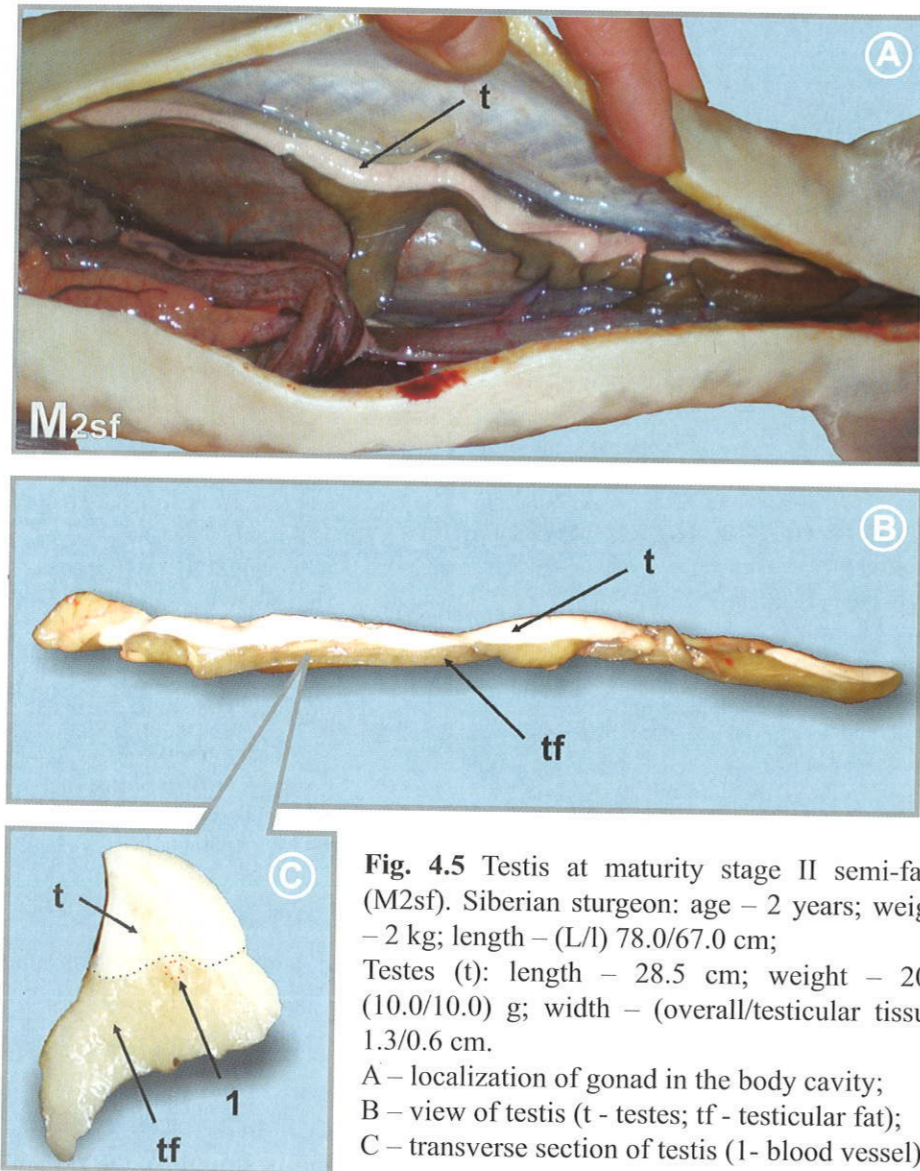 A
t
M2sf
B
t
tf
C
t
1
tf
Fig. 4.5 Testis at maturity stage II semi-fa
(M2sf). Siberian sturgeon: age – 2 years; weig
– 2 kg; length – (L/l) 78.0/67.0 cm;
Testes (t): length – 28.5 cm; weight – 20
(10.0/10.0) g; width – (overall/testicular tissu
1.3/0.6 cm.
A – localization of gonad in the body cavity;
B – view of testis (t - testes; tf - testicular fat);
C – transverse section of testis (1- blood vessel)